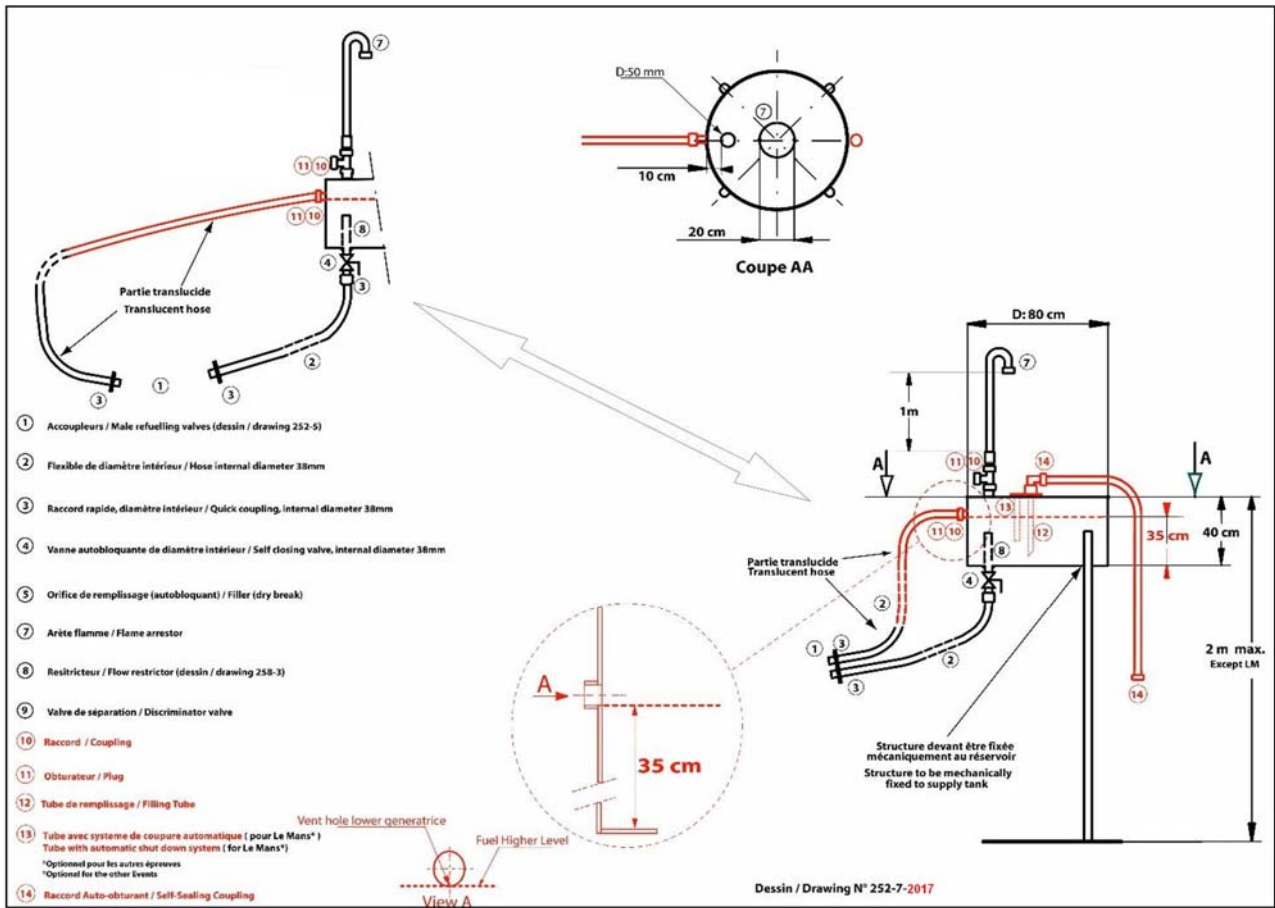 7
D:50 mm
7
11 10
10 cm
11 10
8
20 cm
4
Coupe AA
3
Partie translucide
Translucent hose
D: 80 cm
2
1
7
3
3
1m
1 Accoupleurs / Male refuelling valves (dessin / drawing 252-5)
2 Flexible de diamètre intérieur / Hose internal diameter 38mm
3 Raccord rapide, diamètre intérieur / Quick coupling, internal diameter 38mm
4 Vanne autobloquante de diamètre intérieur / Self closing valve, internal diameter 38mm
5 Orifice de remplissage (autobloquant) / Filler (dry break)
7 Arète flamme / Flame arrestor
8 Resitricteur / Flow restrictor (dessin / drawing 258-3)
9 Valve de séparation / Discriminator valve
10 Raccord / Coupling
11 Obturateur / Plug
12 Tube de remplissage / Filling Tube
13 Tube avec systeme de coupure automatique ( pour Le Mans* )
Tube with automatic shut down system ( for Le Mans*)
*Optionnel pour les autres épreuves
*Optional for the other Events
14 Raccord Auto-obturant / Self-Sealing Coupling
A
11 10
14
A
13
11 10
12
35 cm
40 cm
8
Partie translucide
Translucent hose
4
2
1
3
2
3
2 m max.
Except LM
14
A
35 cm
Structure devant être fixée
mécaniquement au réservoir
Structure to be mechanically
fixed to supply tank
Vent hole lower generatrice
Fuel Higher Level
View A
Dessin / Drawing N° 252-7-2017